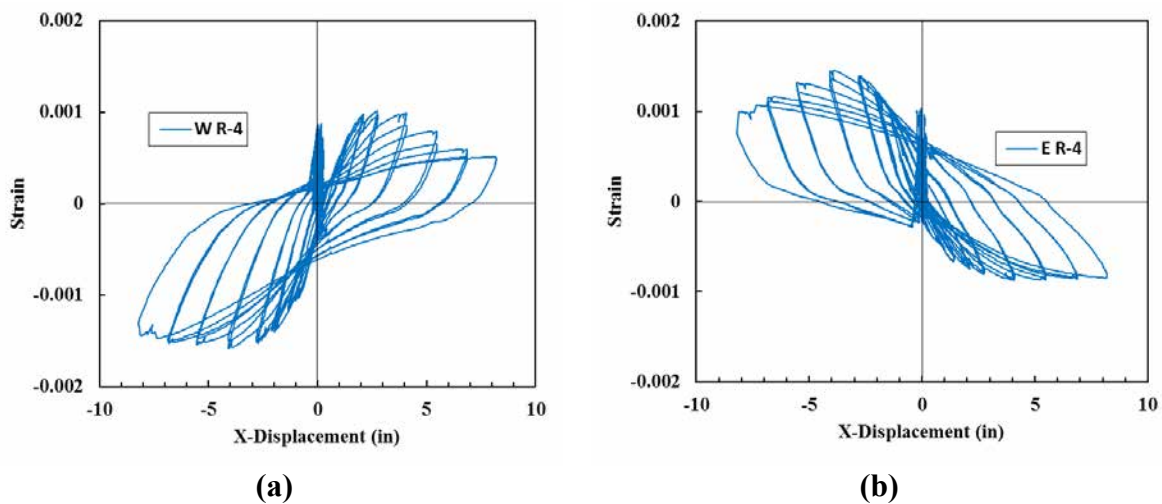 0.002
0.001
0
-0.001
-0.002
Strain
W R-4
-10
-5
0
5
10
X-Displacement (in)
(a)
0.002
0.001
0
-0.001
-0.002
Strain
E R-4
-10
-5
0
5
10
X-Displacement (in)
(b)